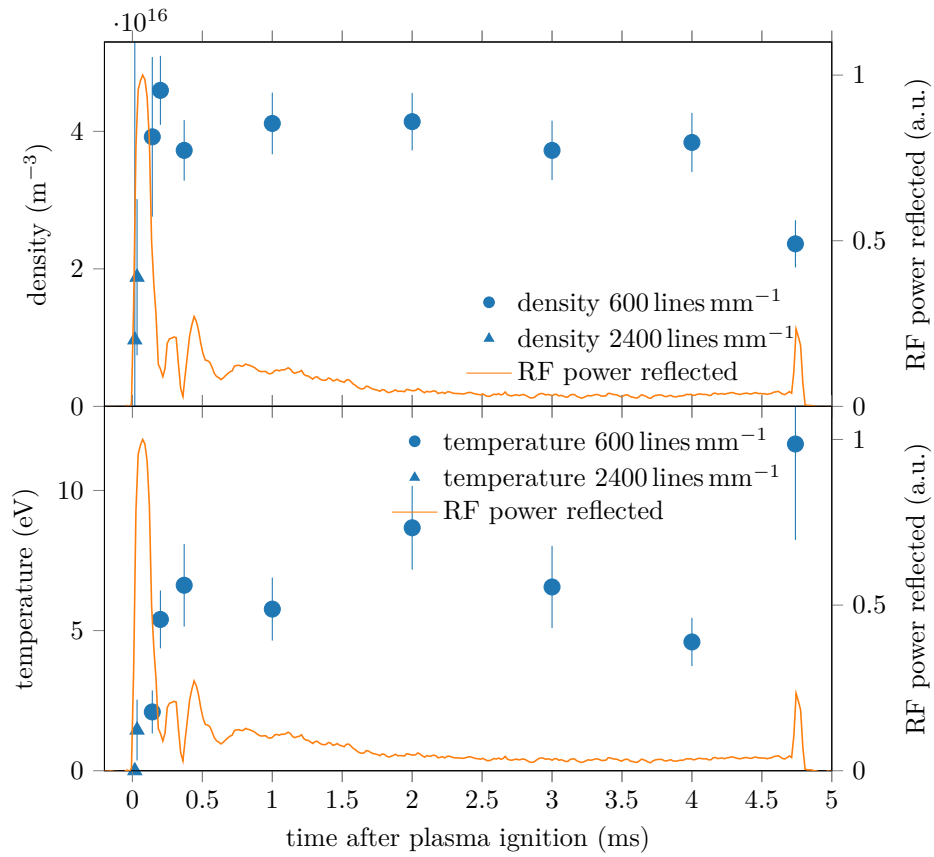 ·10¹⁶
4
2
0
density (m⁻³)
1
0.5
0
RF power reflected (a.u.)
density 600 lines mm⁻¹
density 2400 lines mm⁻¹
RF power reflected
10
5
0
temperature (eV)
1
0.5
0
RF power reflected (a.u.)
temperature 600 lines mm⁻¹
temperature 2400 lines mm⁻¹
RF power reflected
0 0.5 1 1.5 2 2.5 3 3.5 4 4.5 5
time after plasma ignition (ms)